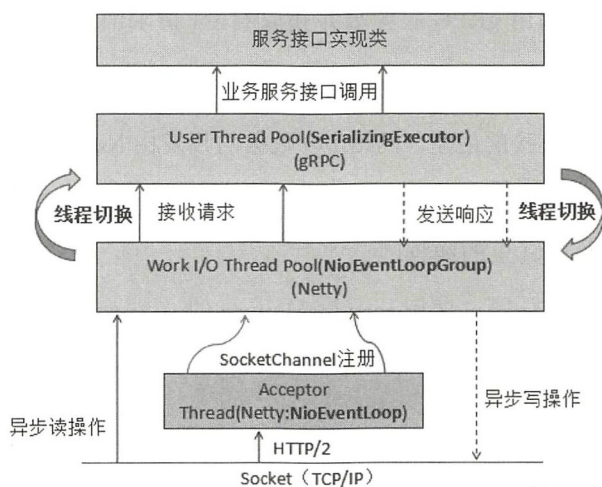 服务接口实现类
业务服务接口调用
User Thread Pool(SerializingExecutor)
(gRPC)
线程切换
接收请求
发送响应
线程切换
Work I/O Thread Pool(NioEventLoopGroup)
(Netty)
SocketChannel注册
Acceptor
Thread(Netty:NioEventLoop)
异步读操作
异步写操作
HTTP/2
Socket（TCP/IP）